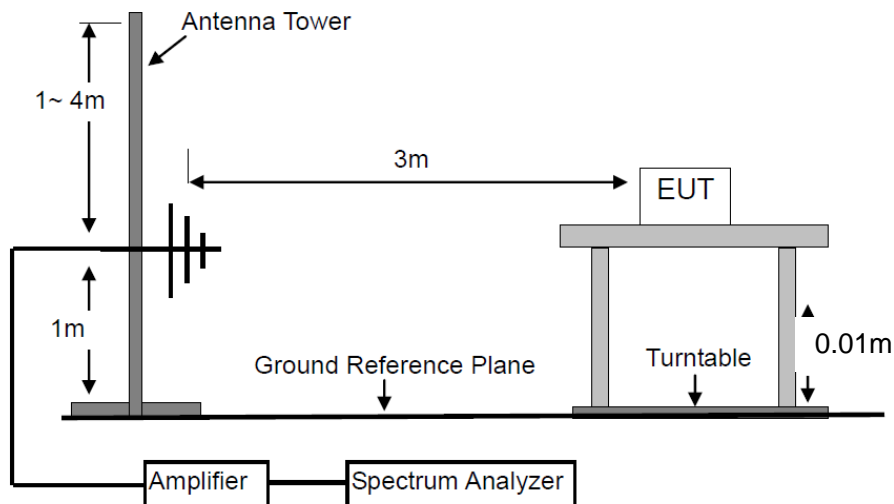 Antenna Tower
1~ 4m
3m
EUT
1m
0.01m
Ground Reference Plane
Turntable
Amplifier
Spectrum Analyzer